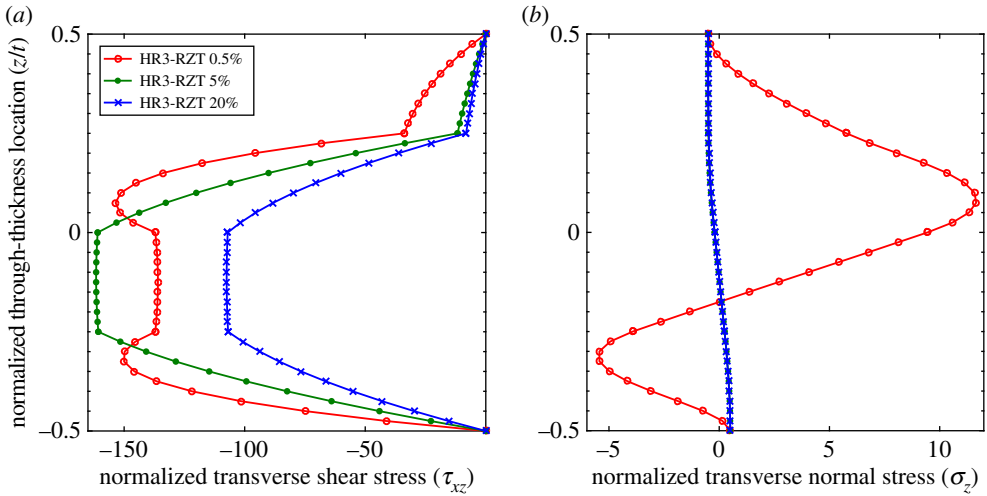 (a)
(b)
normalized through-thickness location (z/t)
0.5
0
−0.5
HR3-RZT 0.5%
HR3-RZT 5%
HR3-RZT 20%
−150
−100
−50
normalized transverse shear stress (τxz)
0.5
0
−0.5
−5
0
5
10
normalized transverse normal stress (σz)